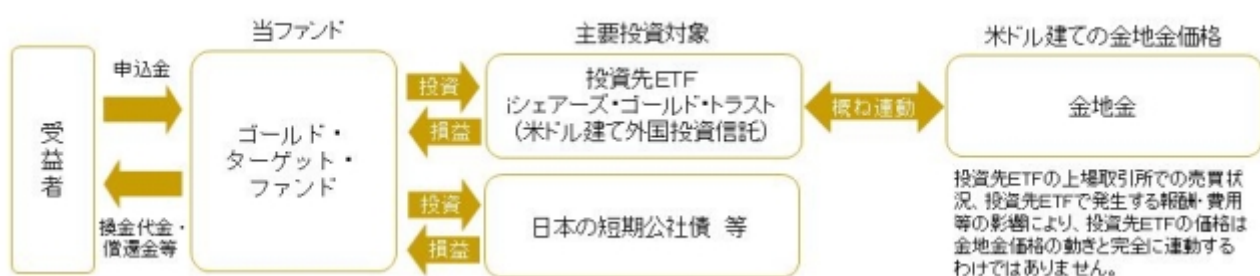 当ファンド
主要投資対象
米ドル建ての金地金価格
受益者
申込金
換金代金・
償還金等
ゴールド・
ターゲット・
ファンド
投資
損益
投資先ETF
iシェアーズ・ゴールド・トラスト
(米ドル建て外国投資信託)
概ね連動
金地金
投資
損益
日本の短期公社債 等
投資先ETFの上場取引所での売買状
況、投資先ETFで発生する報酬・費用
等の影響により、投資先ETFの価格は
金地金価格の動きと完全に連動する
わけではありません。